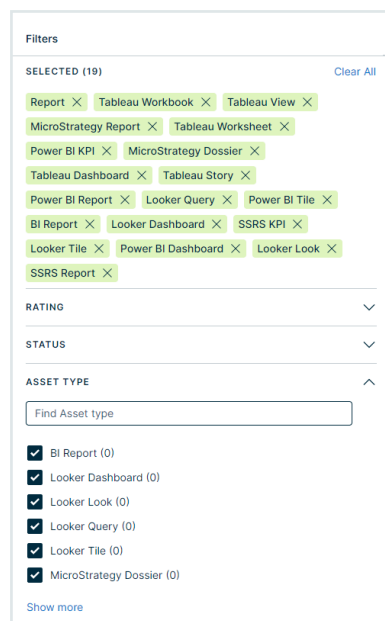 Filters
SELECTED (19) Clear All
Report Tableau Workbook Tableau View
MicroStrategy Report Tableau Worksheet
Power BI KPI MicroStrategy Dossier
Tableau Dashboard Tableau Story
Power BI Report Looker Query Power BI Tile
BI Report Looker Dashboard SSRS KPI
Looker Tile Power BI Dashboard Looker Look
SSRS Report
RATING
STATUS
ASSET TYPE
Find Asset type
BI Report (0)
Looker Dashboard (0)
Looker Look (0)
Looker Query (0)
Looker Tile (0)
MicroStrategy Dossier (0)
Show more